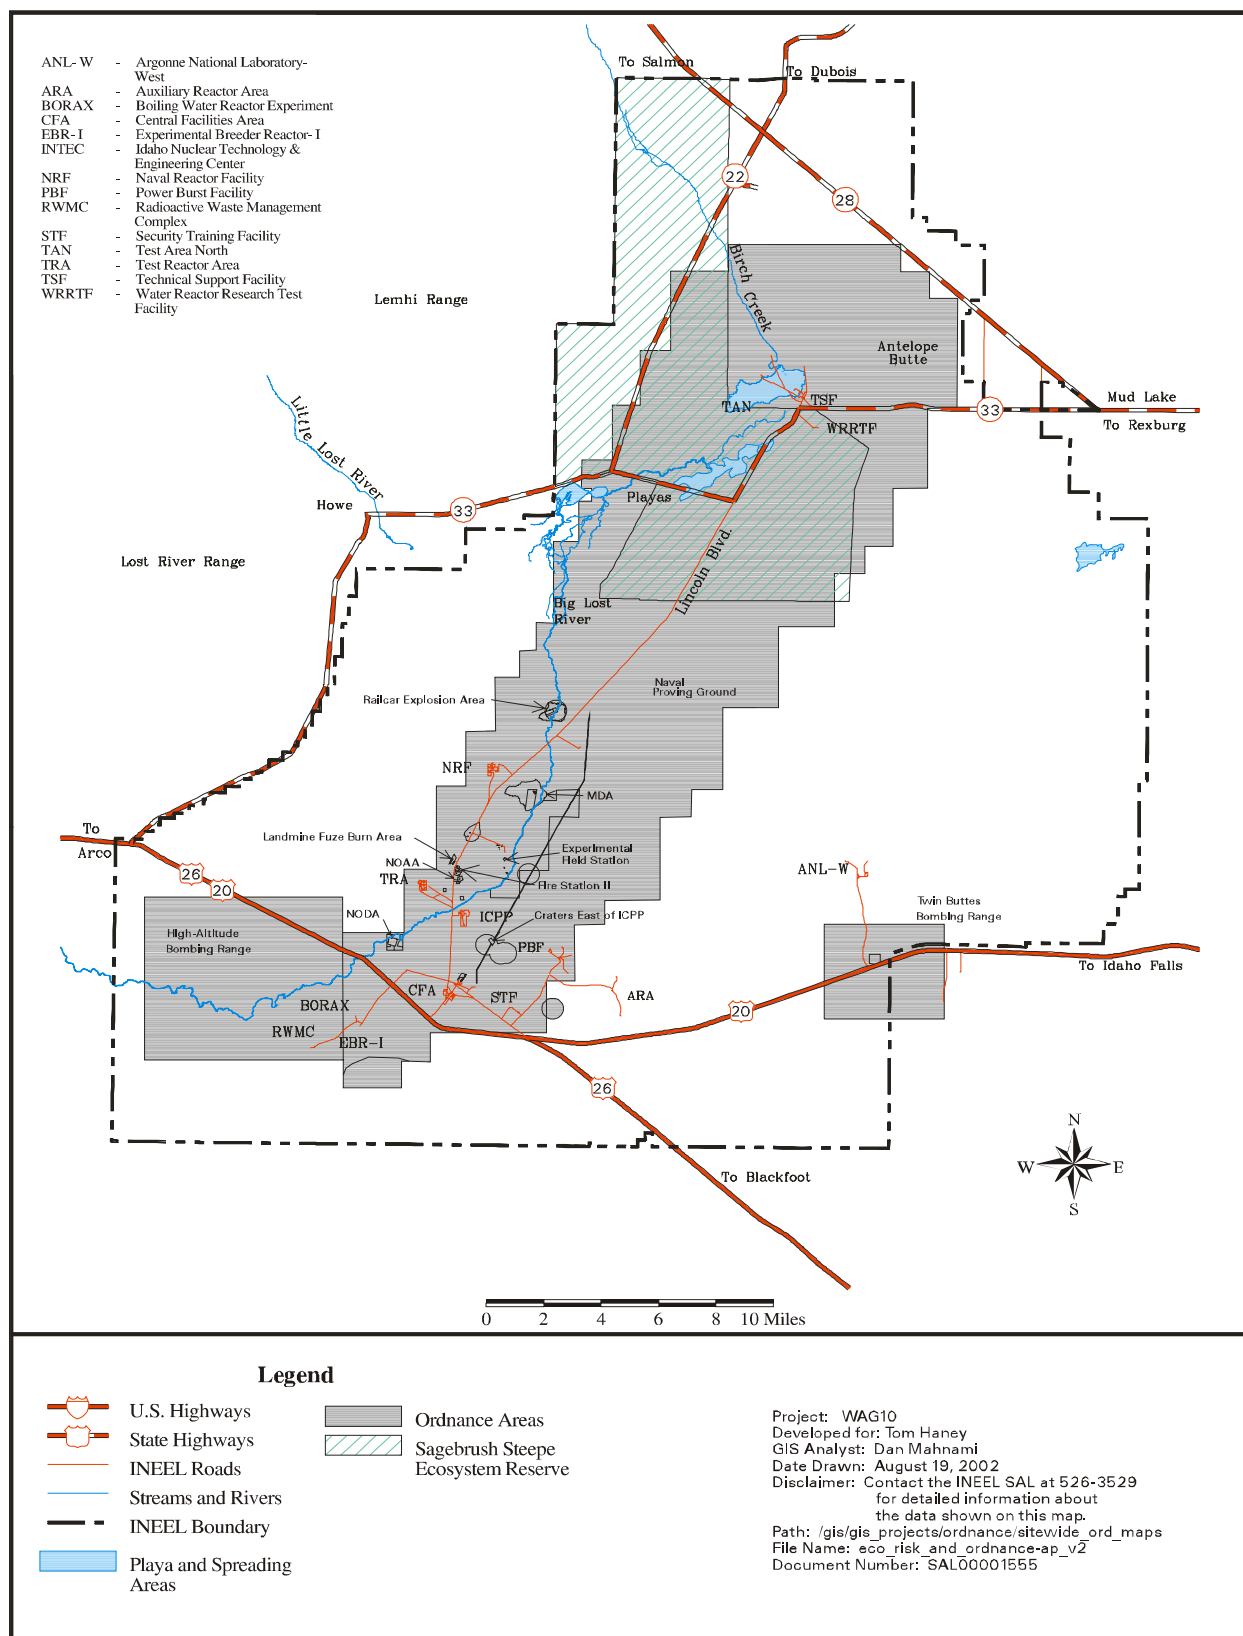 ANL-W - Argonne National Laboratory-
West
ARA - Auxiliary Reactor Area
BORAX - Boiling Water Reactor Experiment
CFA - Central Facilities Area
EBR-I - Experimental Breeder Reactor-I
INTEC - Idaho Nuclear Technology &
Engineering Center
NRF - Naval Reactor Facility
PBF - Power Burst Facility
RWMC - Radioactive Waste Management
Complex
STF - Security Training Facility
TAN - Test Area North
TRA - Test Reactor Area
TSF - Technical Support Facility
WRRTF - Water Reactor Research Test
Facility
To Salmon
To Dubois
22
28
Birch Creek
Lemhi Range
Antelope
Butte
Little Lost River
TAN
TSF
33
Mud Lake
To Rexburg
WRRTF
Howe
33
Playas
Lost River Range
Lincoln Blvd.
Big Lost
River
Naval
Proving Ground
Railcar Explosion Area
NRF
MDA
To
Arco
Landmine Fuze Burn Area
Experimental
Field Station
NOAA
TRA
Fire Station II
26
20
NODA
ICPP
Craters East of ICPP
ANL-W
Twin Buttes
Bombing Range
High-Altitude
Bombing Range
PBF
To Idaho Falls
BORAX
CFA
STF
ARA
20
RWMC
EBR-I
26
To Blackfoot
N
W E
S
0 2 4 6 8 10 Miles
Legend
U.S. Highways
State Highways
INEEL Roads
Streams and Rivers
INEEL Boundary
Playa and Spreading
Areas
Ordnance Areas
Sagebrush Steepe
Ecosystem Reserve
Project: WAG10
Developed for: Tom Haney
GIS Analyst: Dan Mahnami
Date Drawn: August 19, 2002
Disclaimer: Contact the INEEL SAL at 526-3529
for detailed information about
the data shown on this map.
Path: /gis/gis_projects/ordnance/sitewide_ord_maps
File Name: eco_risk_and_ordnance-ap_v2
Document Number: SAL00001555